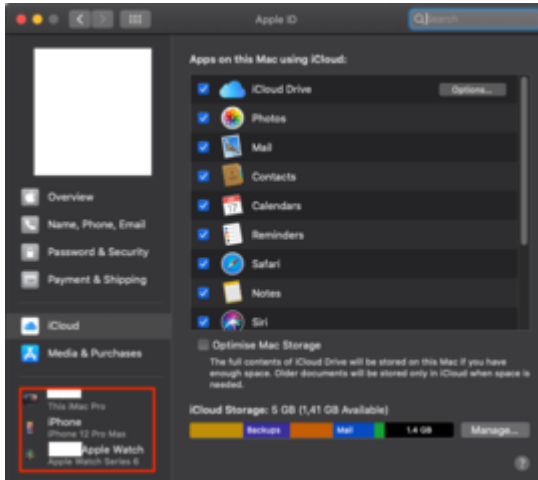 Apple ID
Search
Apps on this Mac using iCloud:
iCloud Drive
Options...
Photos
Mail
Contacts
17
Calendars
Reminders
Safari
Notes
Siri
Optimise Mac Storage
The full contents of iCloud Drive will be stored on this Mac if you have
enough space. Older documents will be stored only in iCloud when space is
needed.
iCloud Storage: 5 GB (1,41 GB Available)
Backups
Mail
1.4 GB
Manage...
?
Overview
Name, Phone, Email
Password & Security
Payment & Shipping
iCloud
Media & Purchases
This iMac Pro
iPhone
iPhone 12 Pro Max
Apple Watch
Apple Watch Series 6